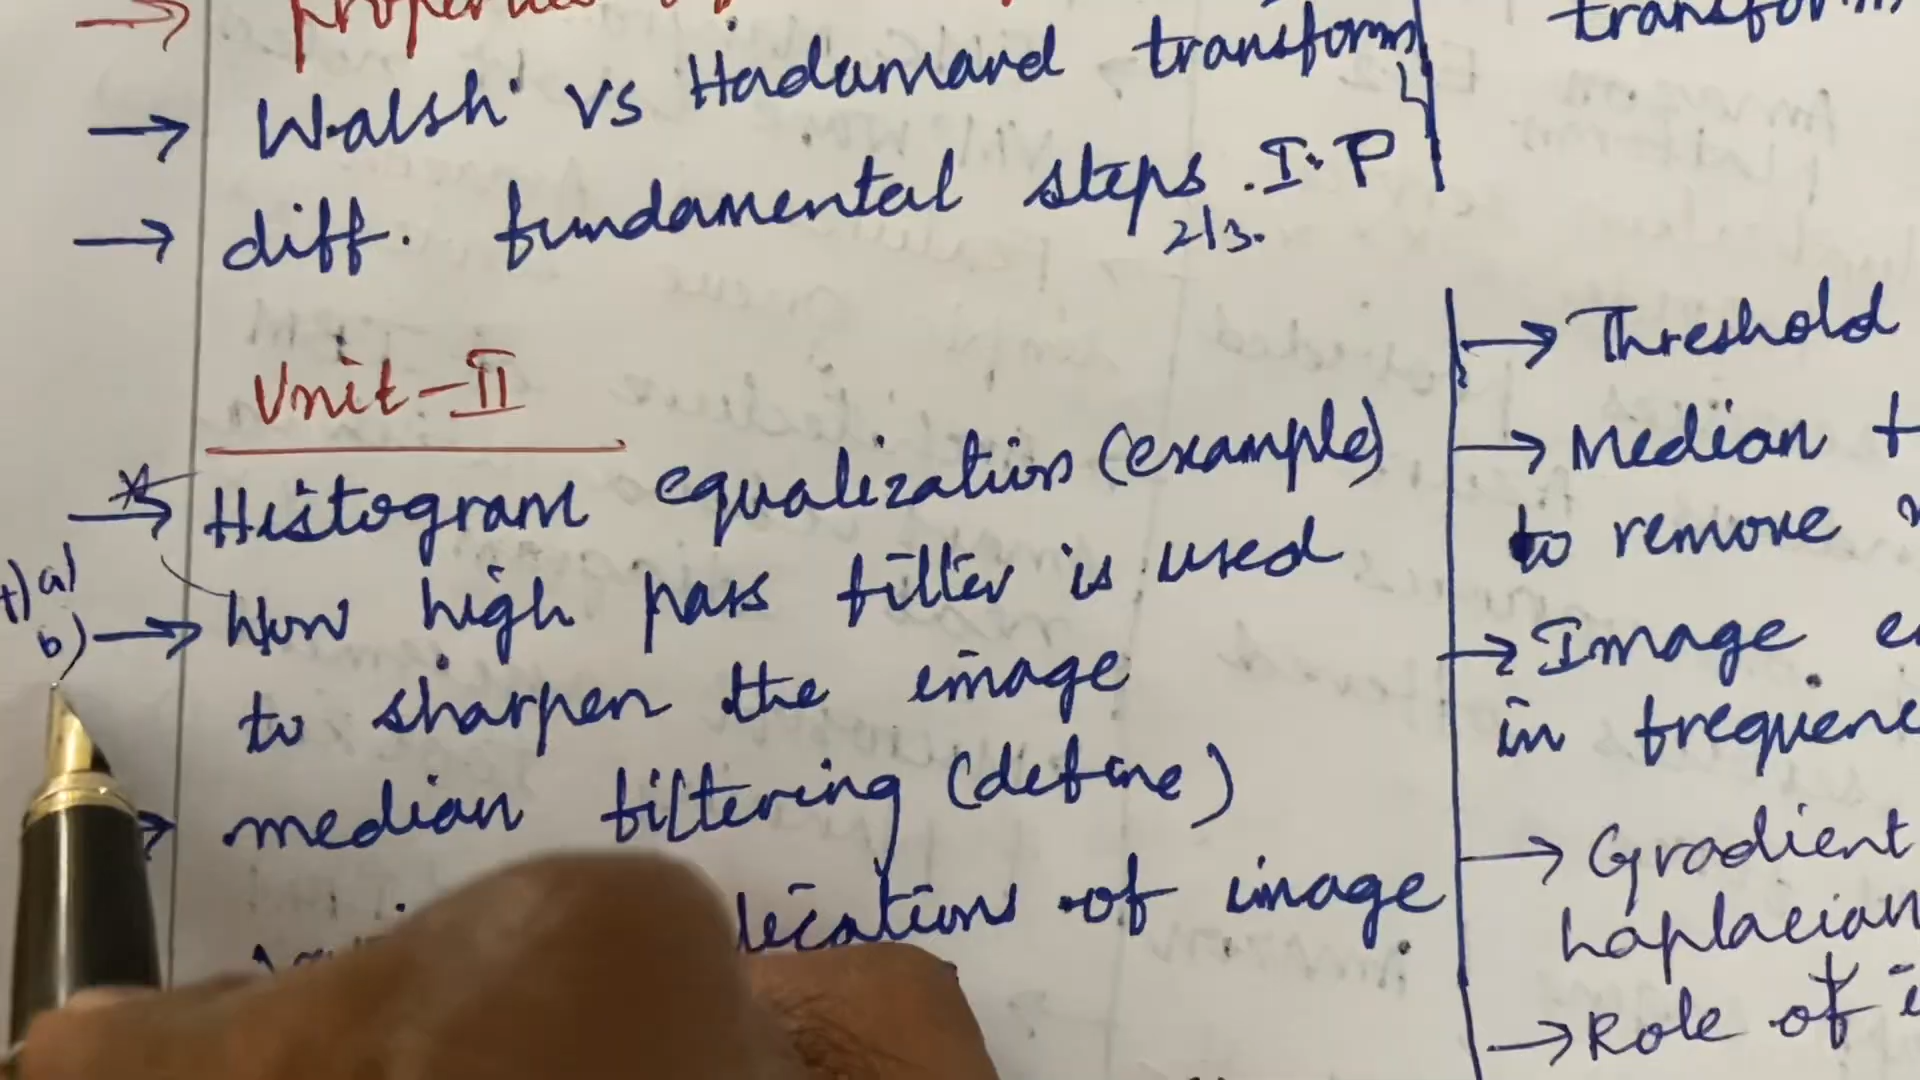 → properties
→ Walsh vs Hadamard transform
→ diff. fundamental steps. I.P
2/3.
Unit-II
→ Histogram equalization (example)
a)
b) → How high pass filter is used
to sharpen the image
median filtering (define)
of image
transform
→ Threshold
→ Median
to remove
→ Image
in
→ Gradient
Laplacian
→ Role of